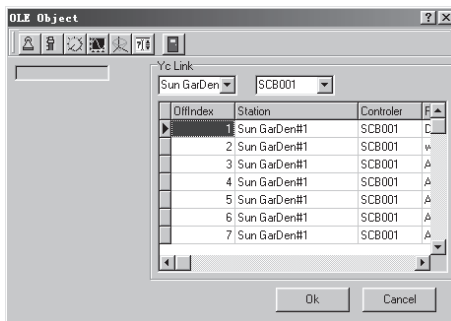 OLE Object
Yc Link
Sun GarDen SCB001
OffIndex Station Controler
1 Sun GarDen#1 SCB001
2 Sun GarDen#1 SCB001
3 Sun GarDen#1 SCB001
4 Sun GarDen#1 SCB001
5 Sun GarDen#1 SCB001
6 Sun GarDen#1 SCB001
7 Sun GarDen#1 SCB001
Ok Cancel